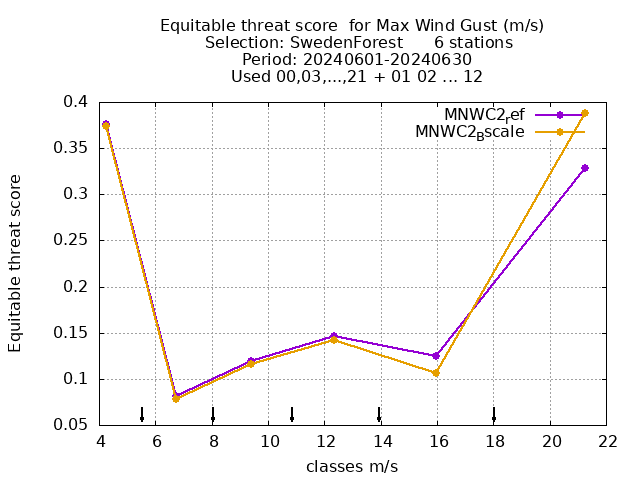 Equitable threat score  for Max Wind Gust (m/s)
Selection: SwedenForest      6 stations
Period: 20240601-20240630
Used 00,03,...,21 + 01 02 ... 12
MNWC2ref
MNWC2Bscale
0.4
0.35
0.3
0.25
0.2
0.15
0.1
0.05
Equitable threat score
4 6 8 10 12 14 16 18 20 22
classes m/s